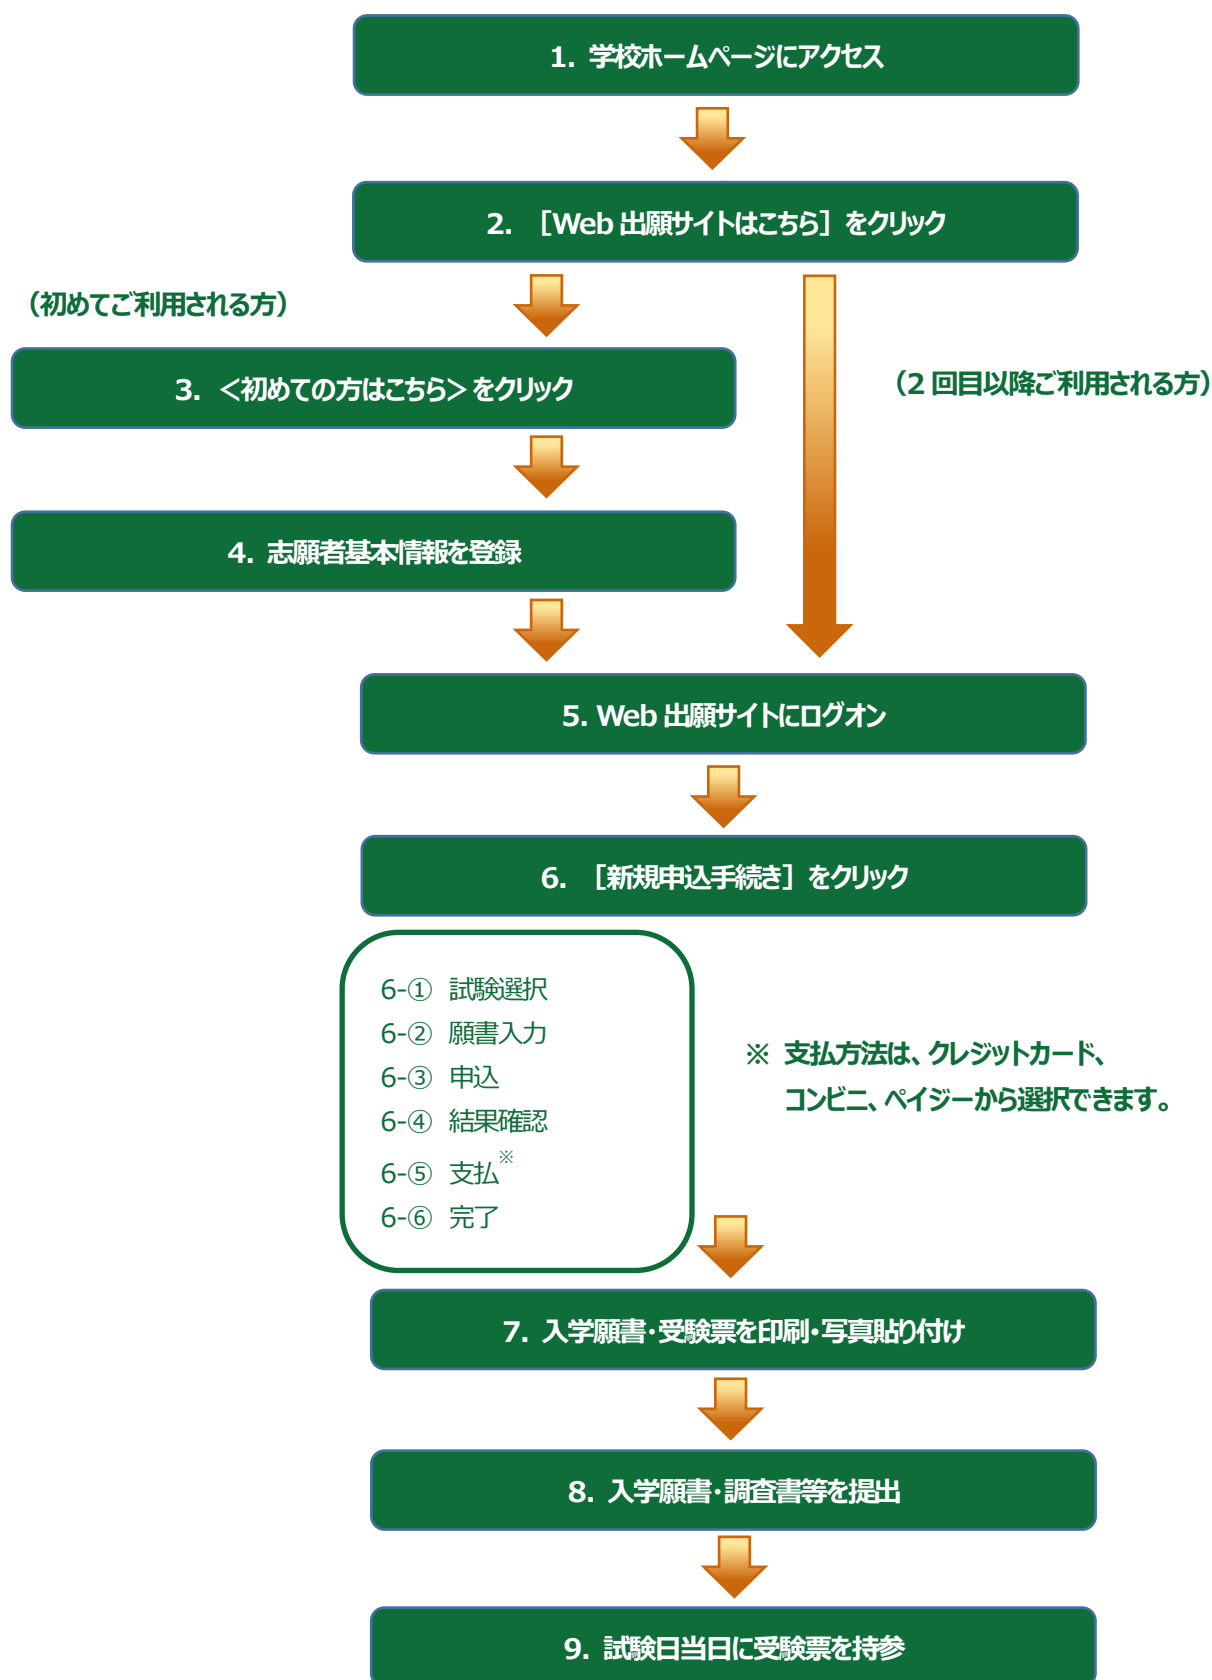 1. 学校ホームページにアクセス
2. ［Web 出願サイトはこちら］をクリック
（初めてご利用される方）
3. ＜初めての方はこちら＞をクリック
（2 回目以降ご利用される方）
4. 志願者基本情報を登録
5. Web 出願サイトにログオン
6. ［新規申込手続き］をクリック
6-① 試験選択
6-② 願書入力
6-③ 申込
6-④ 結果確認
6-⑤ 支払※
6-⑥ 完了
※ 支払方法は、クレジットカード、
コンビニ、ペイジーから選択できます。
7. 入学願書・受験票を印刷・写真貼り付け
8. 入学願書・調査書等を提出
9. 試験日当日に受験票を持参